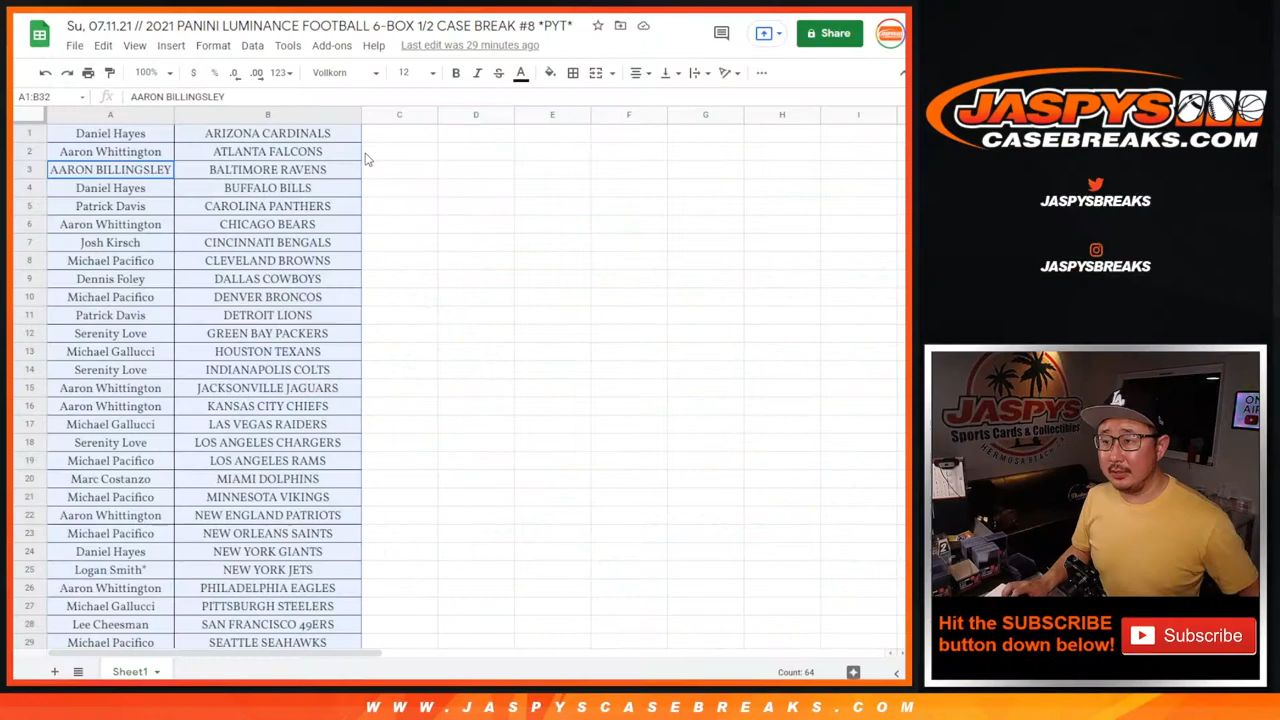 Su, 07.11.21 // 2021 PANINI LUMINANCE FOOTBALL 6-BOX 1/2 CASE BREAK #8 *PYT*
File Edit View Insert Format Data Tools Add-ons Help Last edit was 29 minutes ago
Share
100% $ % .0 .00 123 Vollkorn 12 B I S A
A1:B32 fx AARON BILLINGSLEY
A B C D E F G H I
1 Daniel Hayes ARIZONA CARDINALS
2 Aaron Whittington ATLANTA FALCONS
3 AARON BILLINGSLEY BALTIMORE RAVENS
4 Daniel Hayes BUFFALO BILLS
5 Patrick Davis CAROLINA PANTHERS
6 Aaron Whittington CHICAGO BEARS
7 Josh Kirsch CINCINNATI BENGALS
8 Michael Pacifico CLEVELAND BROWNS
9 Dennis Foley DALLAS COWBOYS
10 Michael Pacifico DENVER BRONCOS
11 Patrick Davis DETROIT LIONS
12 Serenity Love GREEN BAY PACKERS
13 Michael Gallucci HOUSTON TEXANS
14 Serenity Love INDIANAPOLIS COLTS
15 Aaron Whittington JACKSONVILLE JAGUARS
16 Aaron Whittington KANSAS CITY CHIEFS
17 Michael Gallucci LAS VEGAS RAIDERS
18 Serenity Love LOS ANGELES CHARGERS
19 Michael Pacifico LOS ANGELES RAMS
20 Marc Costanzo MIAMI DOLPHINS
21 Michael Pacifico MINNESOTA VIKINGS
22 Aaron Whittington NEW ENGLAND PATRIOTS
23 Michael Pacifico NEW ORLEANS SAINTS
24 Daniel Hayes NEW YORK GIANTS
25 Logan Smith* NEW YORK JETS
26 Aaron Whittington PHILADELPHIA EAGLES
27 Michael Gallucci PITTSBURGH STEELERS
28 Lee Cheesman SAN FRANCISCO 49ERS
29 Michael Pacifico SEATTLE SEAHAWKS
Sheet1
Count: 64
JASPYS
CASEBREAKS.COM
JASPYSBREAKS
JASPYSBREAKS
JASPYS
Sports Cards & Collectibles
HERMOSA BEACH
ON
AIR
LA
Hit the SUBSCRIBE
button down below!
Subscribe
WWW.JASPYSCASEBREAKS.COM